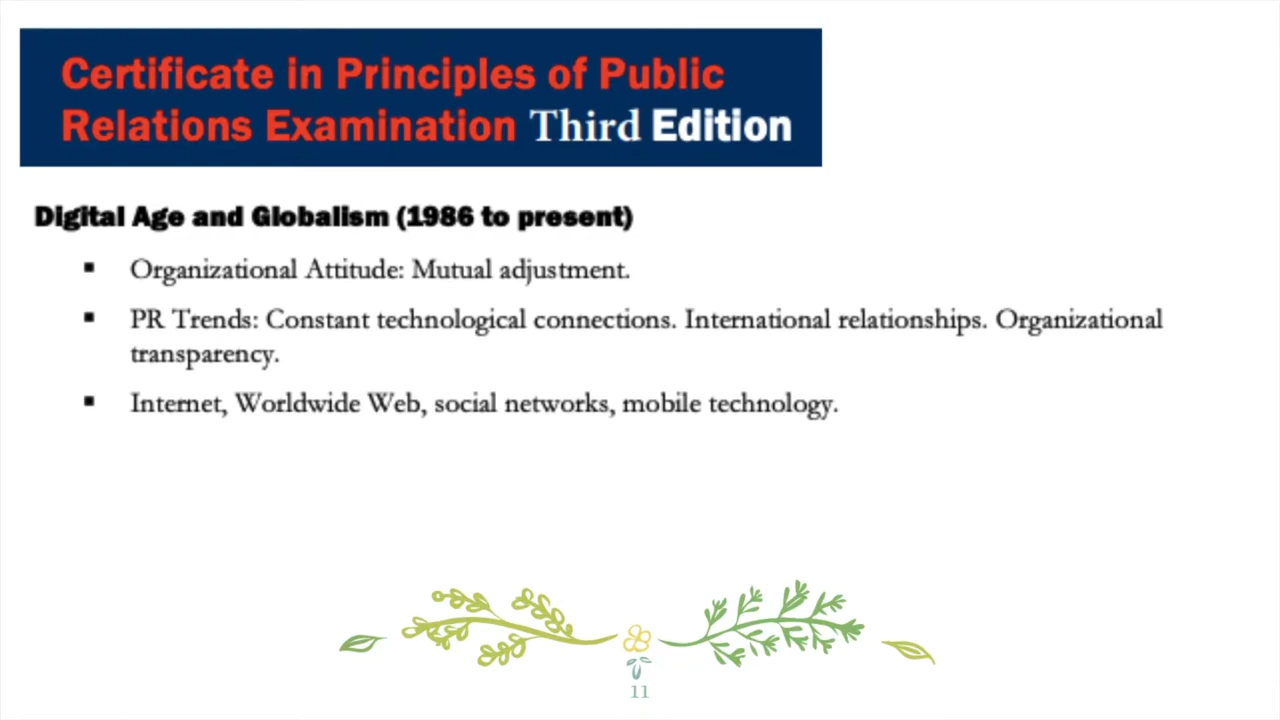 Certificate in Principles of Public
Relations Examination Third Edition
Digital Age and Globalism (1986 to present)
▪ Organizational Attitude: Mutual adjustment.
▪ PR Trends: Constant technological connections. International relationships. Organizational
transparency.
▪ Internet, Worldwide Web, social networks, mobile technology.
11